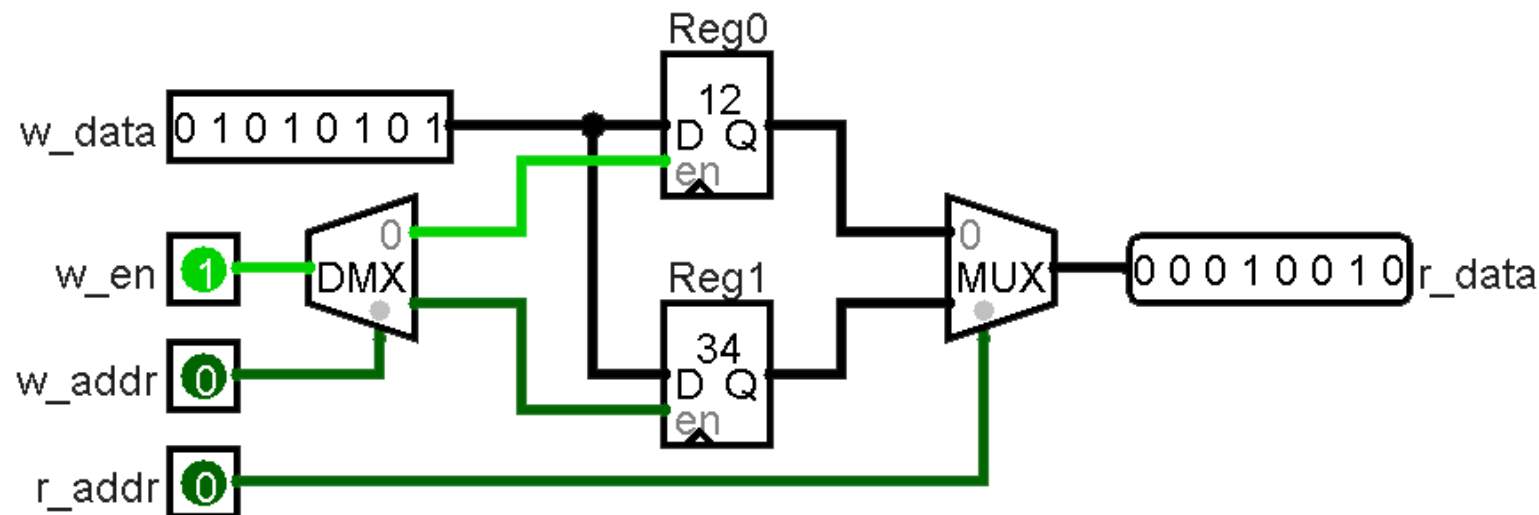 Reg0
w_data
0 1 0 1 0 1 0 1
12
D Q
en
w_en
1
DMX
0
w_addr
0
Reg1
34
D Q
en
0
MUX
0 0 0 1 0 0 1 0
r_data
r_addr
0